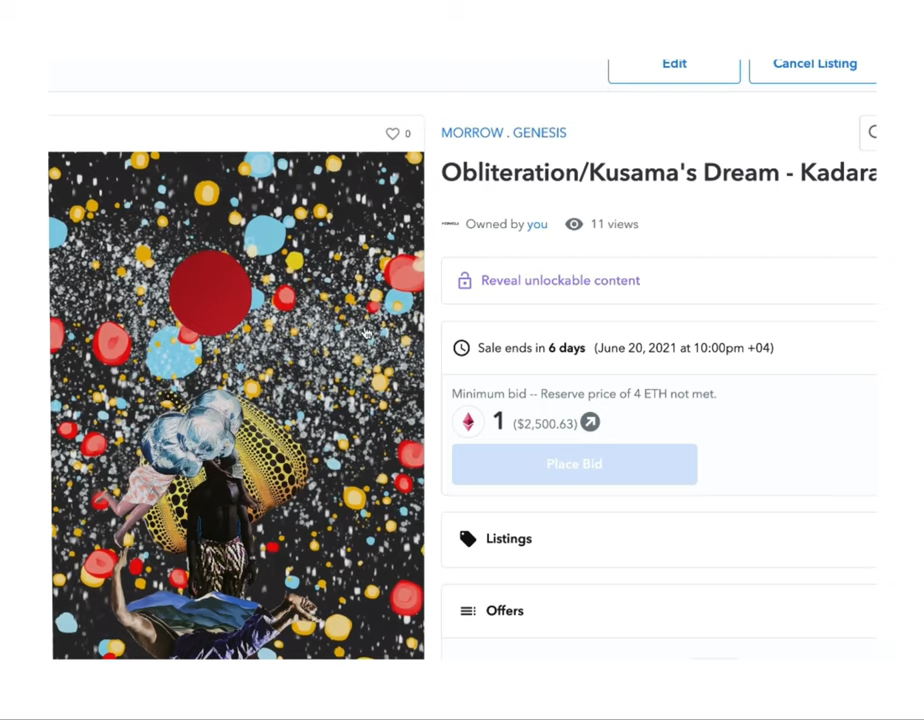 Edit
Cancel Listing
0
MORROW . GENESIS
Obliteration/Kusama's Dream - Kadara
Owned by you
11 views
Reveal unlockable content
Sale ends in 6 days (June 20, 2021 at 10:00pm +04)
Minimum bid -- Reserve price of 4 ETH not met.
1 ($2,500.63)
Place Bid
Listings
Offers